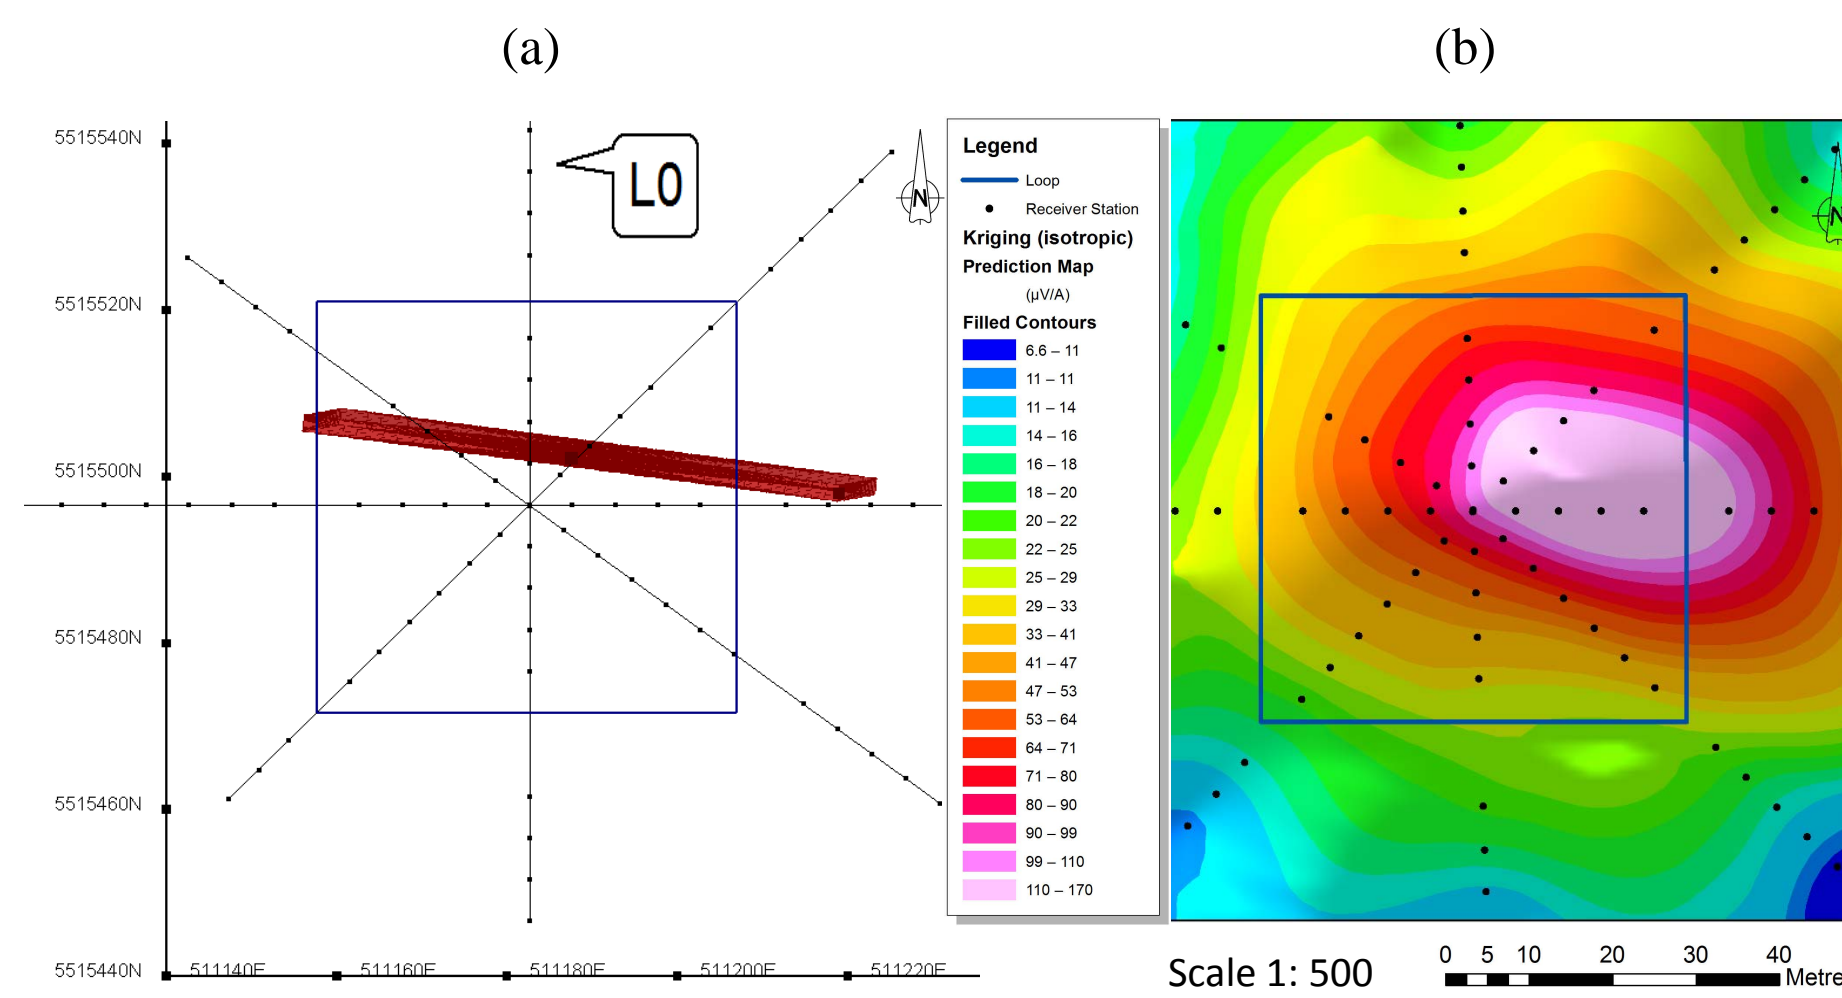 (a)
(b)
5515540N
5515520N
5515500N
5515480N
5515460N
5515440N
511140E
511160E
511180E
511200E
511220E
L0
N
Legend
Loop
Receiver Station
Kriging (isotropic)
Prediction Map
(µV/A)
Filled Contours
6.6 – 11
11 – 11
11 – 14
14 – 16
16 – 18
18 – 20
20 – 22
22 – 25
25 – 29
29 – 33
33 – 41
41 – 47
47 – 53
53 – 64
64 – 71
71 – 80
80 – 90
90 – 99
99 – 110
110 – 170
N
Scale 1: 500
0 5 10 20 30 40
Metre